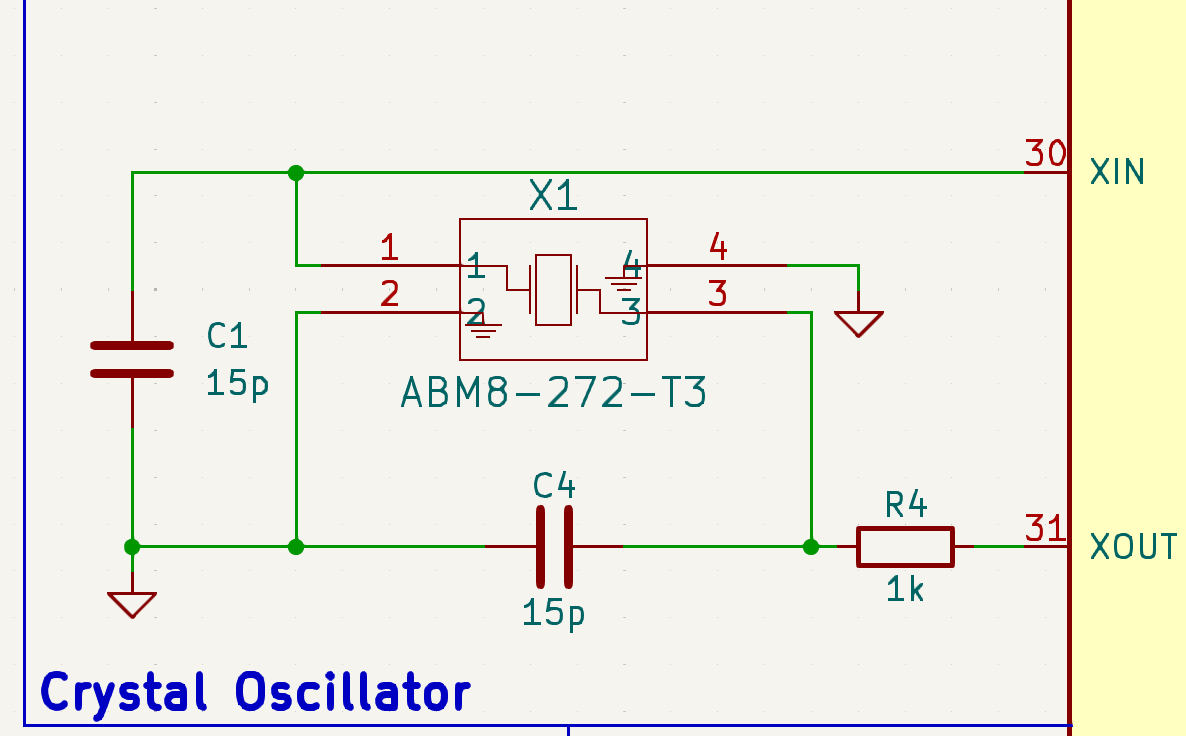 30
XIN
X1
1
1
4
4
2
2
3
3
C1
15p
ABM8-272-T3
C4
15p
R4
1k
31
XOUT
Crystal Oscillator